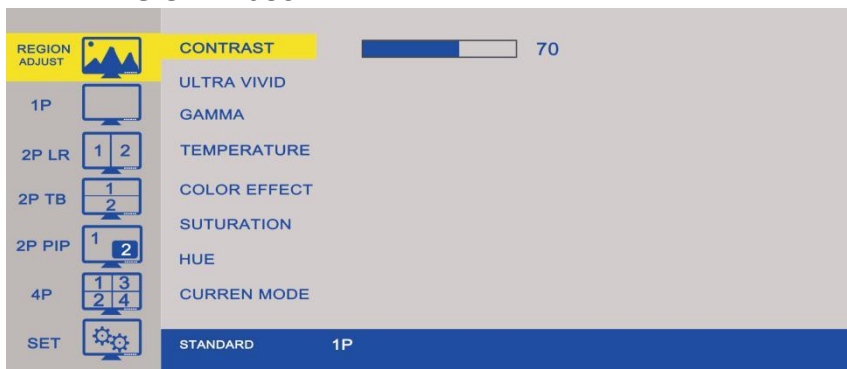 REGION
ADJUST
CONTRAST 70
ULTRA VIVID
1P
GAMMA
2P LR 1 2
TEMPERATURE
2P TB 1
2
COLOR EFFECT
SUTURATION
2P PIP 1 2
HUE
4P 1 3
2 4
CURREN MODE
SET
STANDARD 1P